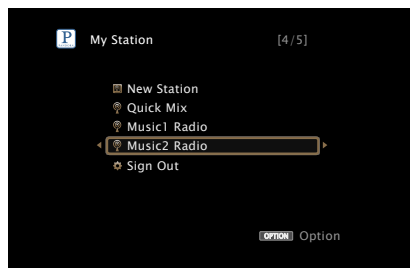 P
My Station [4/5]
New Station
Quick Mix
Music1 Radio
Music2 Radio
Sign Out
OPTION Option